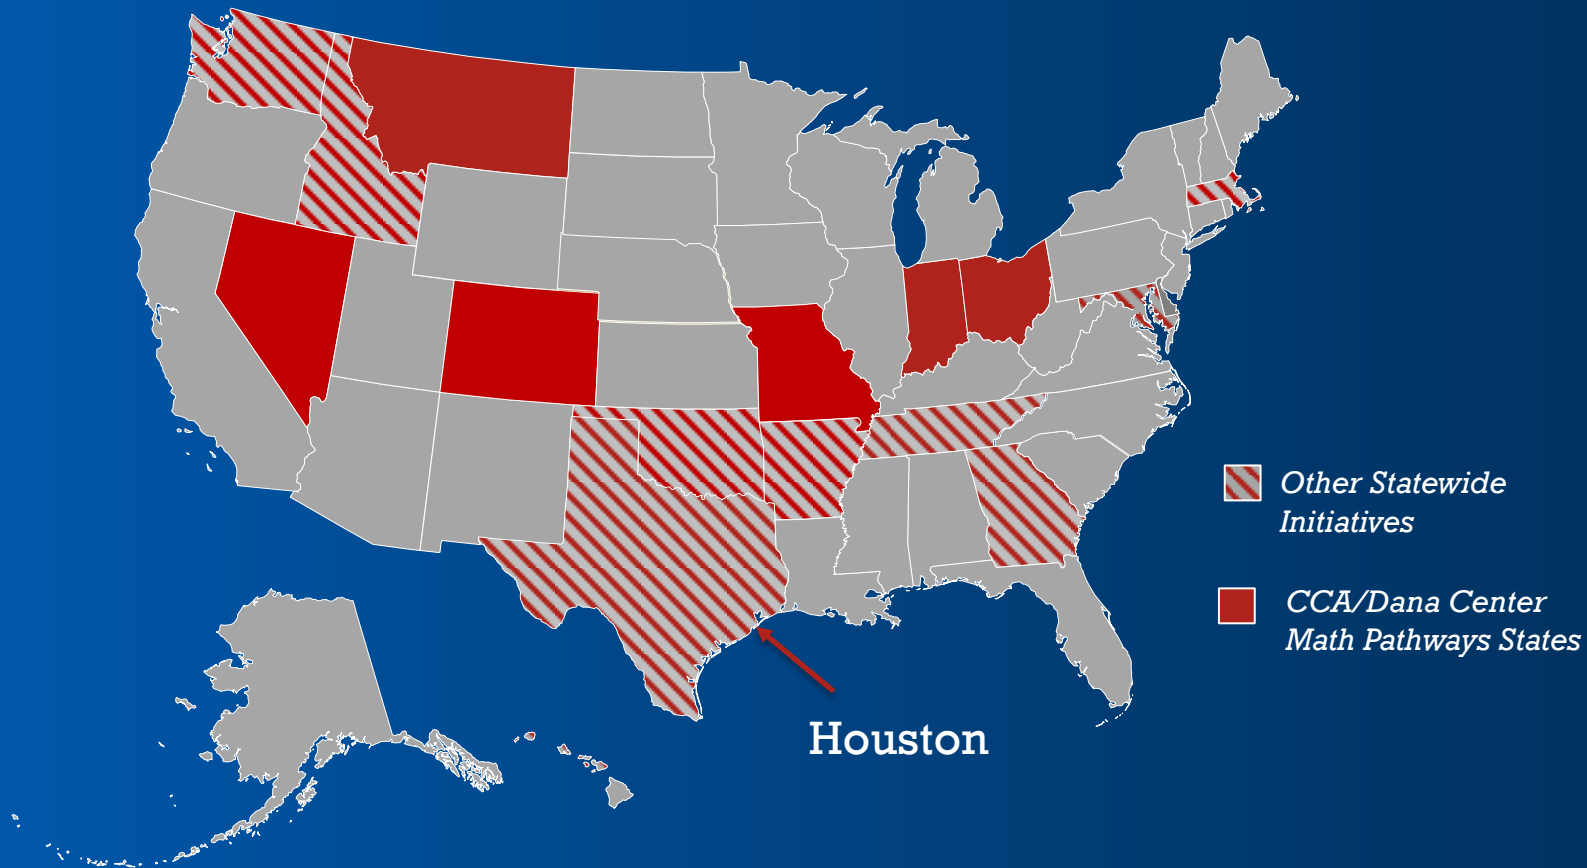 Other Statewide
Initiatives
CCA/Dana Center
Math Pathways States
Houston